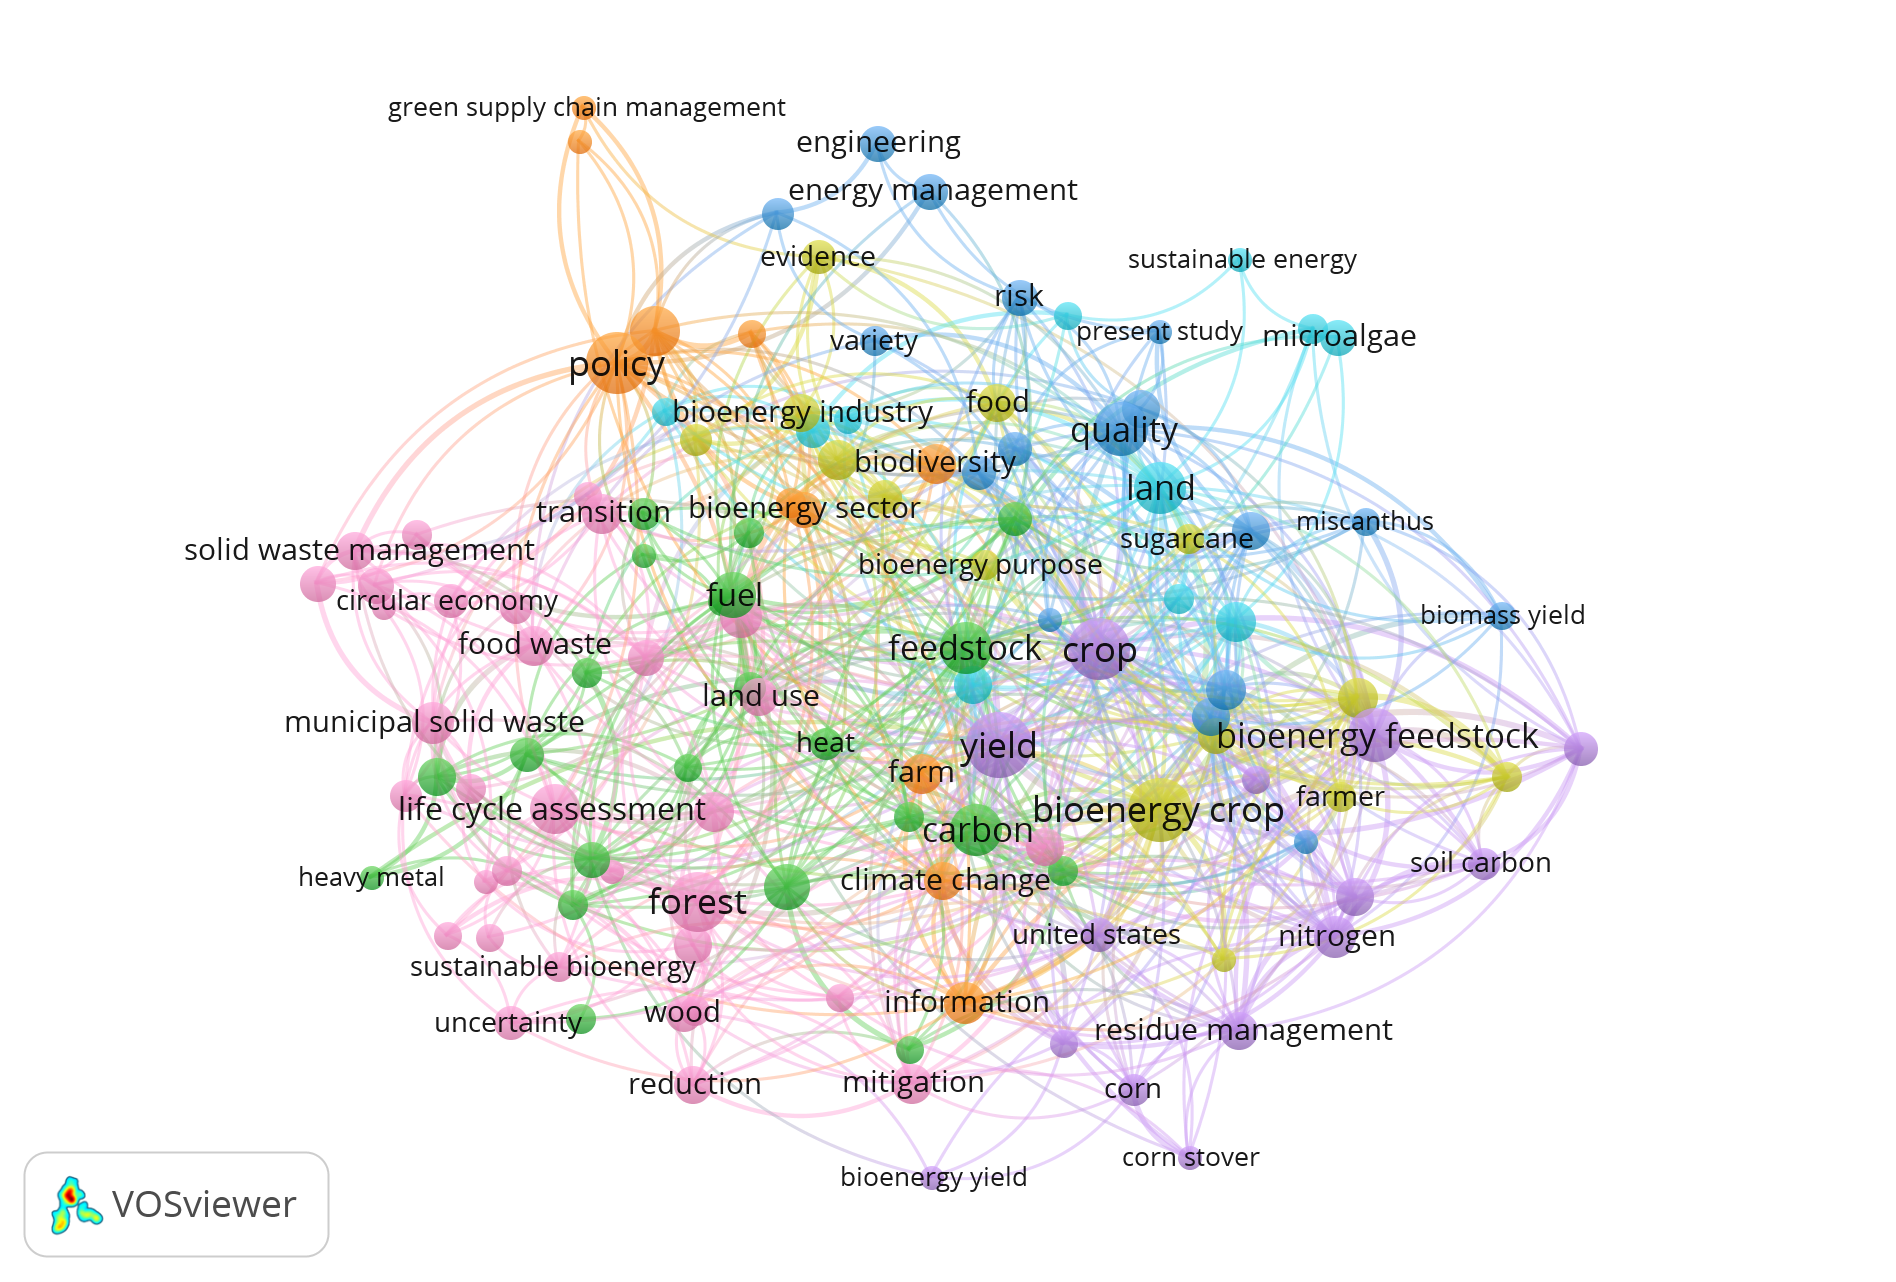 green supply chain management
engineering
energy management
evidence
sustainable energy
risk
present study
microalgae
variety
policy
bioenergy industry
food
quality
biodiversity
land
transition
bioenergy sector
miscanthus
sugarcane
solid waste management
bioenergy purpose
circular economy
fuel
biomass yield
food waste
feedstock
crop
land use
municipal solid waste
heat
yield
bioenergy feedstock
farm
farmer
life cycle assessment
bioenergy crop
carbon
soil carbon
heavy metal
climate change
forest
united states
nitrogen
sustainable bioenergy
information
uncertainty
wood
residue management
reduction
mitigation
corn
corn stover
bioenergy yield
VOSviewer